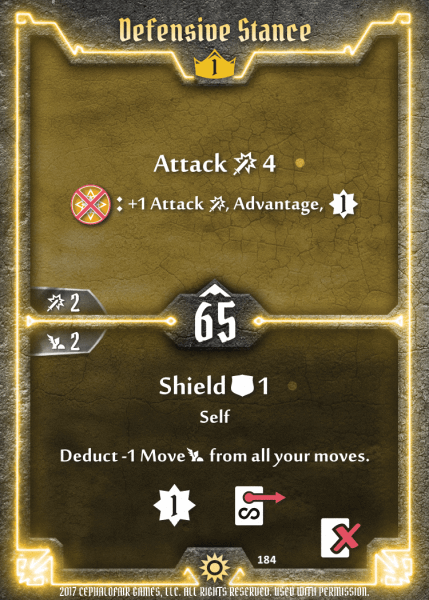 Defensive Stance
1
Attack 4
: +1 Attack , Advantage, 1
2
65
2
Shield 1
Self
Deduct -1 Move from all your moves.
1
S
184
2017 CEPHALOFAIR GAMES, LLC. ALL RIGHTS RESERVED. USED WITH PERMISSION.